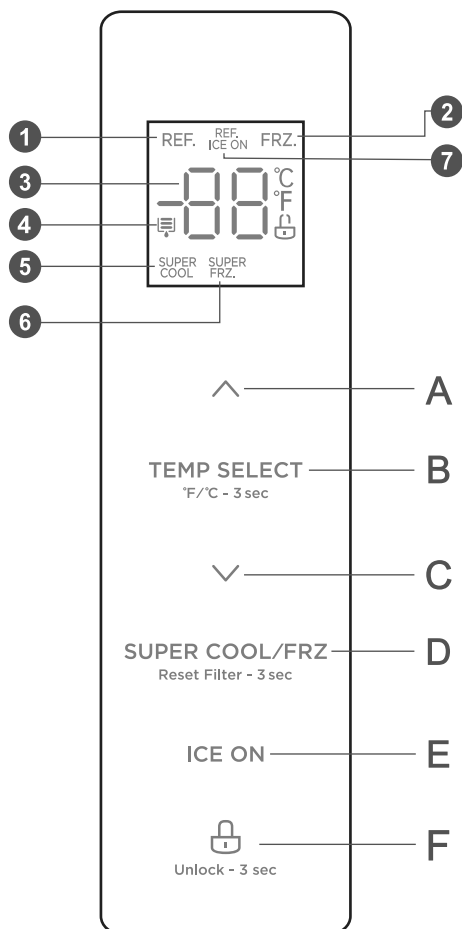 1
2
REF.
REF.
ICE ON
FRZ.
7
3
-88
°C
°F
4
5
SUPER
COOL
SUPER
FRZ.
6
A
TEMP SELECT
B
°F/°C - 3 sec
C
SUPER COOL/FRZ
D
Reset Filter - 3 sec
ICE ON
E
F
Unlock - 3 sec